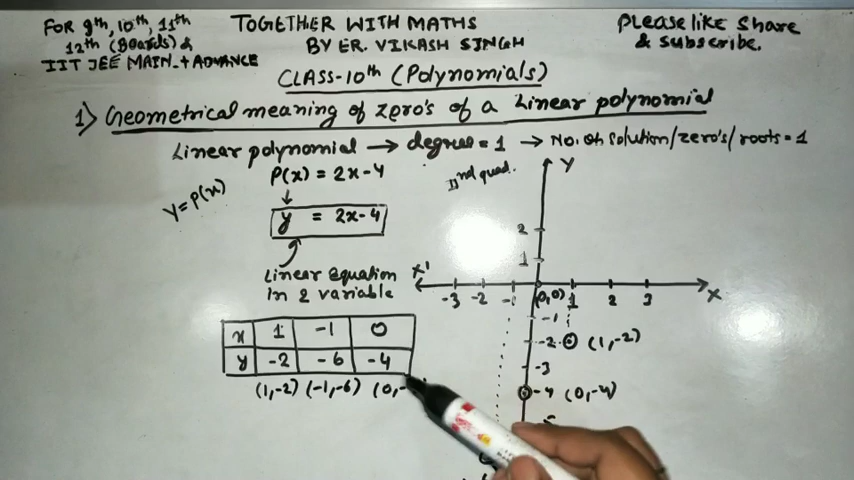 FOR 9th, 10th, 11th
12th (Boards) &
IIT JEE MAIN + ADVANCE
TOGETHER WITH MATHS
BY ER. VIKASH SINGH
PLEASE LIKE SHARE
& SUBSCRIBE.
CLASS-10th (Polynomials)
1) Geometrical meaning of zero's of a Linear polynomial
Linear polynomial → degree = 1 → No. of solution/zero's/roots = 1
P(x) = 2x-4
Y=P(x)
y = 2x-4
Linear Equation
in 2 variable
x 1 -1 0
y -2 -6 -4
(1,-2) (-1,-6) (0,-
IInd quad.
Y
2
1
X' X
-3 -2 -1 (0,0) 1 2 3
-1
-2 (1,-2)
-3
-4 (0,-4)